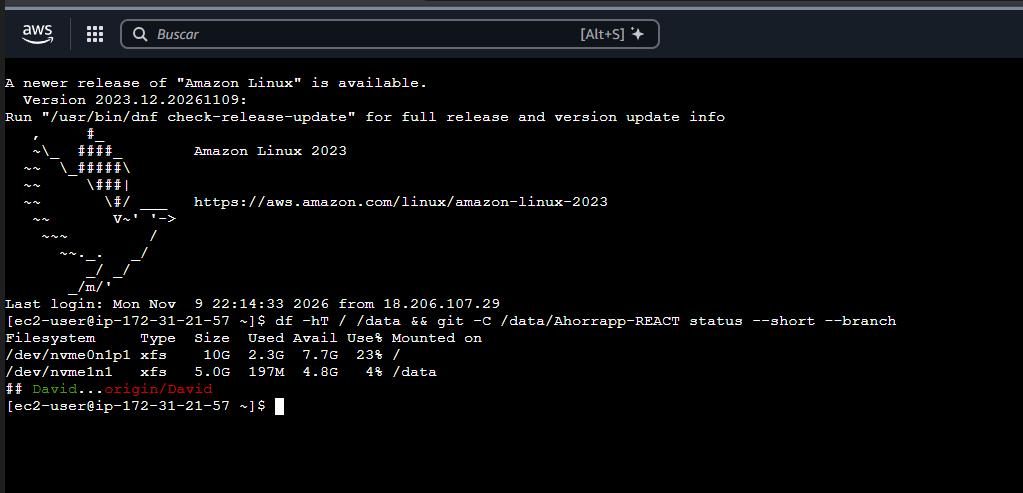 aws
Buscar [Alt+S]
A newer release of "Amazon Linux" is available.
  Version 2023.12.20261109:
Run "/usr/bin/dnf check-release-update" for full release and version update info
   ,     #_
   ~\_  ####_        Amazon Linux 2023
  ~~  \_#####\
  ~~     \###|
  ~~       \#/ ___   https://aws.amazon.com/linux/amazon-linux-2023
   ~~       V~' '->
    ~~~         /
      ~~._.   _/
         _/ _/
       _/m/'
Last login: Mon Nov  9 22:14:33 2026 from 18.206.107.29
[ec2-user@ip-172-31-21-57 ~]$ df -hT / /data && git -C /data/Ahorrapp-REACT status --short --branch
Filesystem     Type  Size  Used Avail Use% Mounted on
/dev/nvme0n1p1 xfs    10G  2.3G  7.7G  23% /
/dev/nvme1n1   xfs   5.0G  197M  4.8G   4% /data
## David...origin/David
[ec2-user@ip-172-31-21-57 ~]$